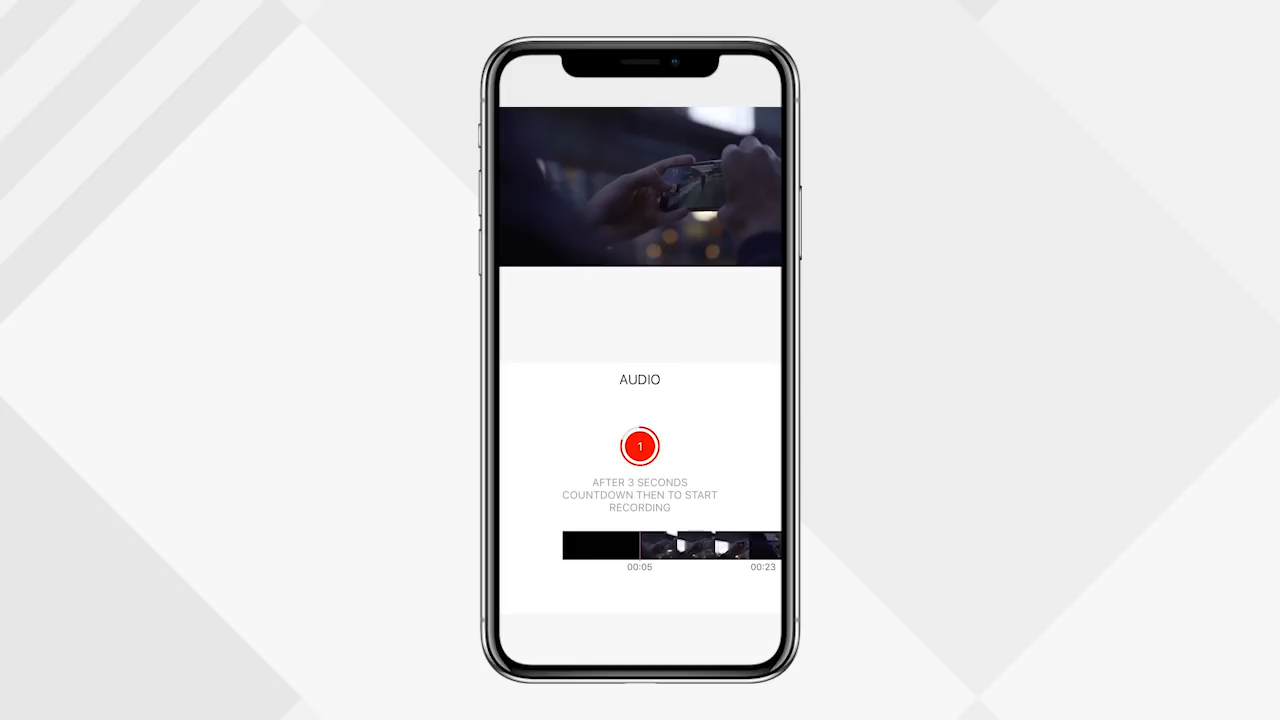 AUDIO
1
AFTER 3 SECONDS
COUNTDOWN THEN TO START
RECORDING
00:05
00:23